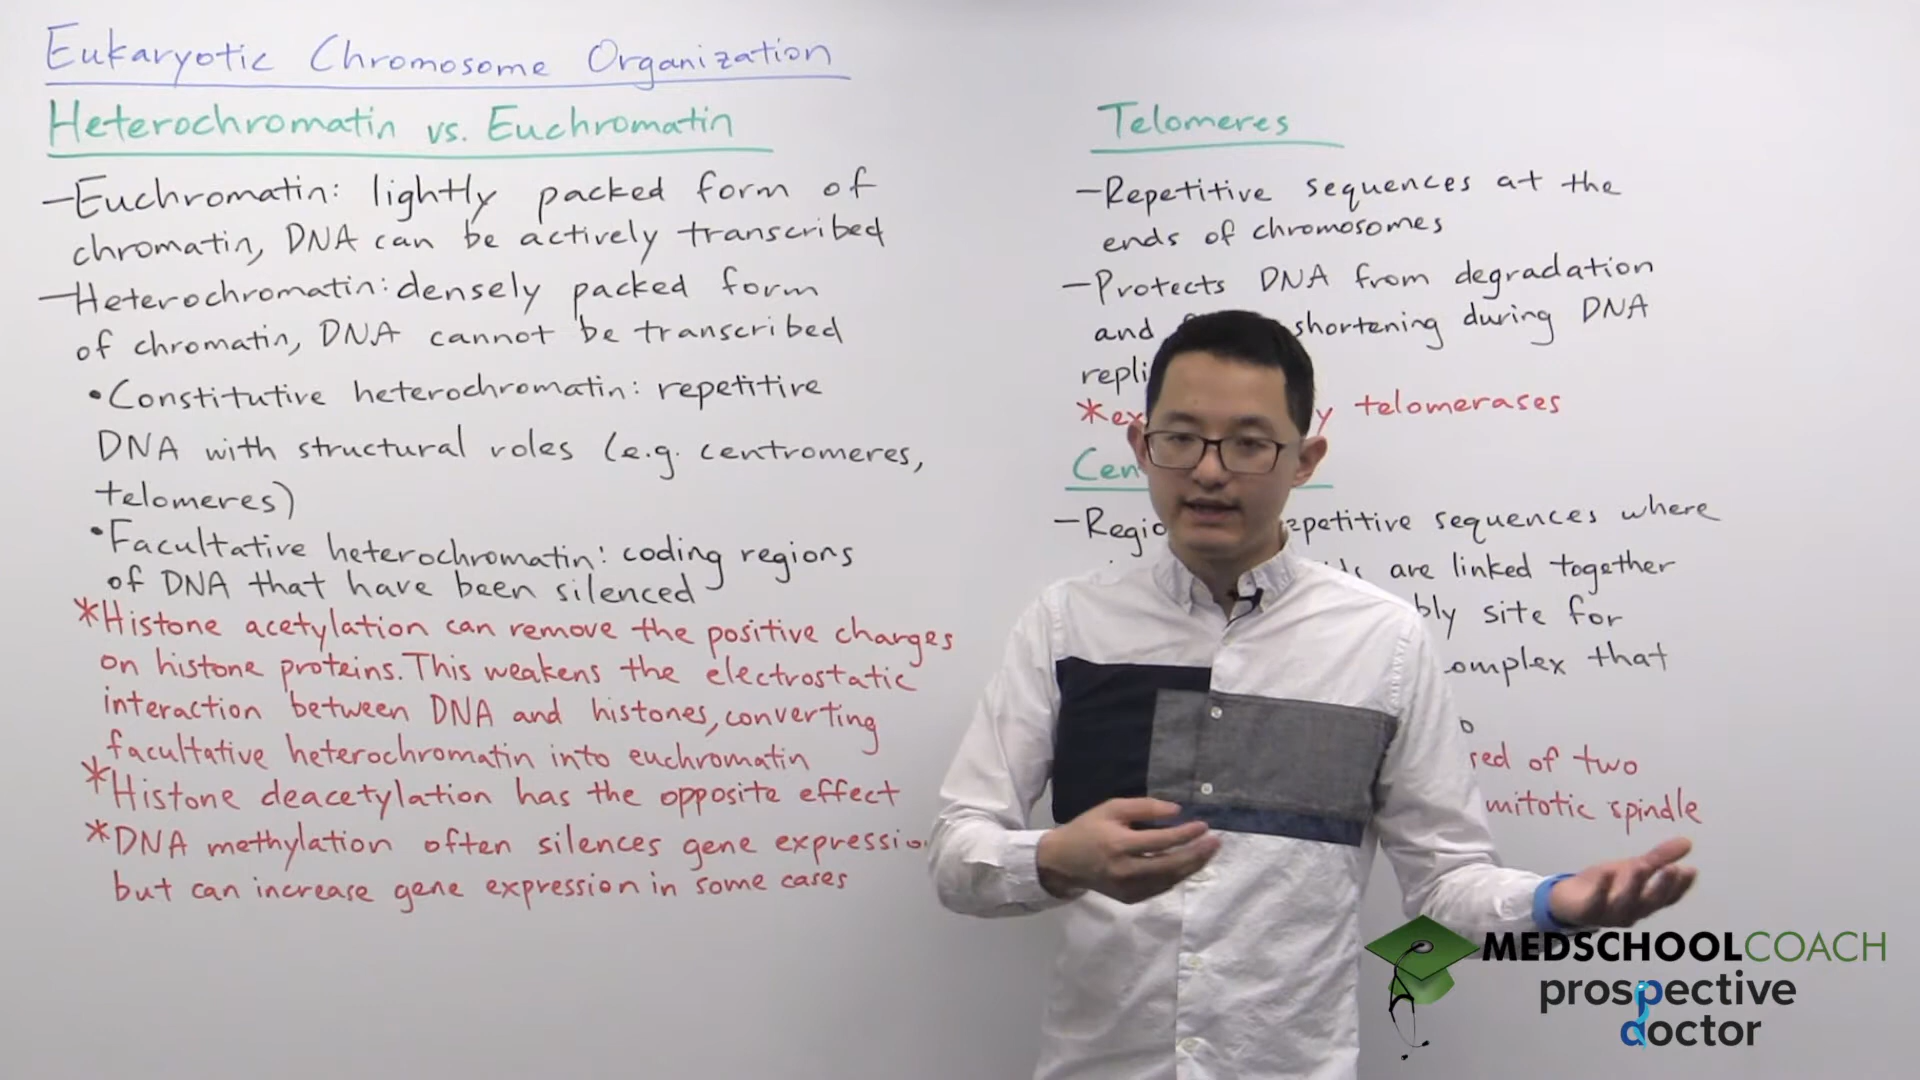 Eukaryotic Chromosome Organization
Heterochromatin vs. Euchromatin
-Euchromatin: lightly packed form of
chromatin, DNA can be actively transcribed
-Heterochromatin: densely packed form
of chromatin, DNA cannot be transcribed
•Constitutive heterochromatin: repetitive
DNA with structural roles (e.g. centromeres,
telomeres)
•Facultative heterochromatin: coding regions
of DNA that have been silenced
*Histone acetylation can remove the positive charges
on histone proteins. This weakens the electrostatic
interaction between DNA and histones, converting
facultative heterochromatin into euchromatin
*Histone deacetylation has the opposite effect
*DNA methylation often silences gene expressio
but can increase gene expression in some cases
Telomeres
-Repetitive sequences at the
ends of chromosomes
-Protects DNA from degradation
and shortening during DNA
repli
*ex y telomerases
Cen
-Regio petitive sequences where
are linked together
bly site for
omplex that
red of two
mitotic spindle
MEDSCHOOLCOACH
prospective
doctor